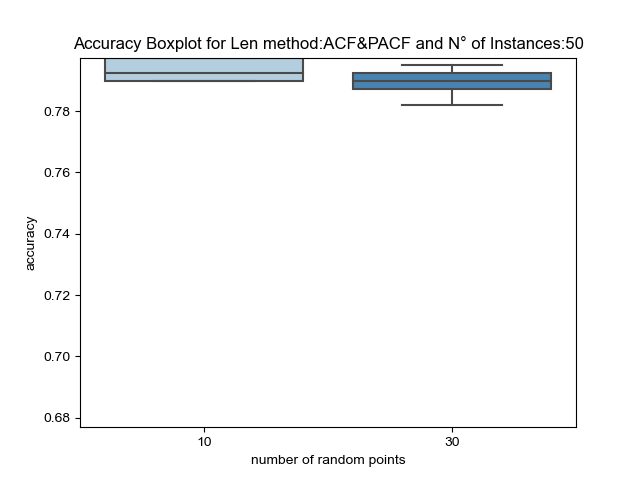 Accuracy Boxplot for Len method:ACF&PACF and N° of Instances:50
accuracy
0.78
0.76
0.74
0.72
0.70
0.68
10 30
number of random points